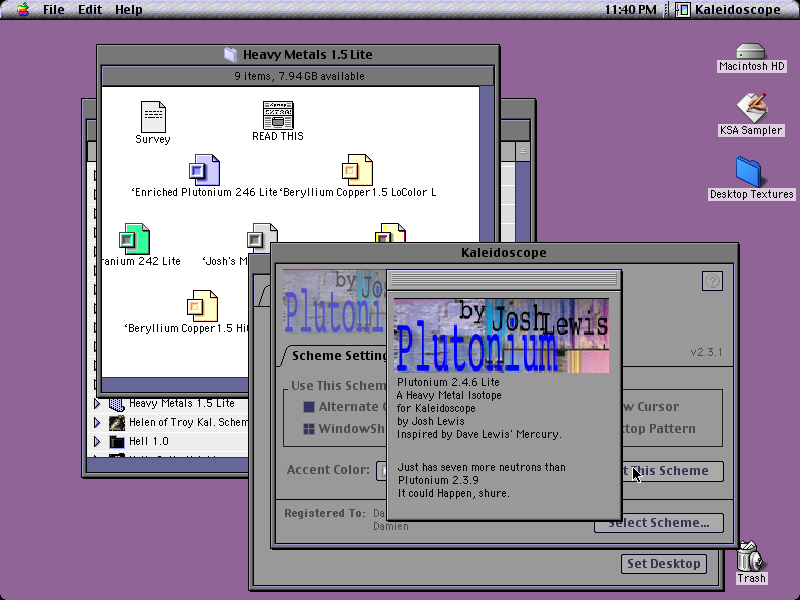 File Edit Help
11:40 PM Kaleidoscope
Heavy Metals 1.5 Lite
9 items, 7.94 GB available
Survey
READ THIS
'Enriched Plutonium 246 Lite
'Beryllium Copper 1.5 LoColor L
ranium 242 Lite
'Josh's M
'Beryllium Copper 1.5 Hi
Heavy Metals 1.5 Lite
Helen of Troy Kal. Schem
Hell 1.0
Macintosh HD
KSA Sampler
Desktop Textures
Trash
Kaleidoscope
by Jo
Plutoni
v2.3.1
Scheme Setting
Use This Schem
Alternate C
w Cursor
WindowSh
top Pattern
Accent Color:
t This Scheme
Registered To: Da
Damien
Select Scheme...
Set Desktop
by Josh Lewis
Plutonium
Plutonium 2.4.6 Lite
A Heavy Metal Isotope
for Kaleidoscope
by Josh Lewis
Inspired by Dave Lewis' Mercury.
Just has seven more neutrons than
Plutonium 2.3.9
It could Happen, shure.